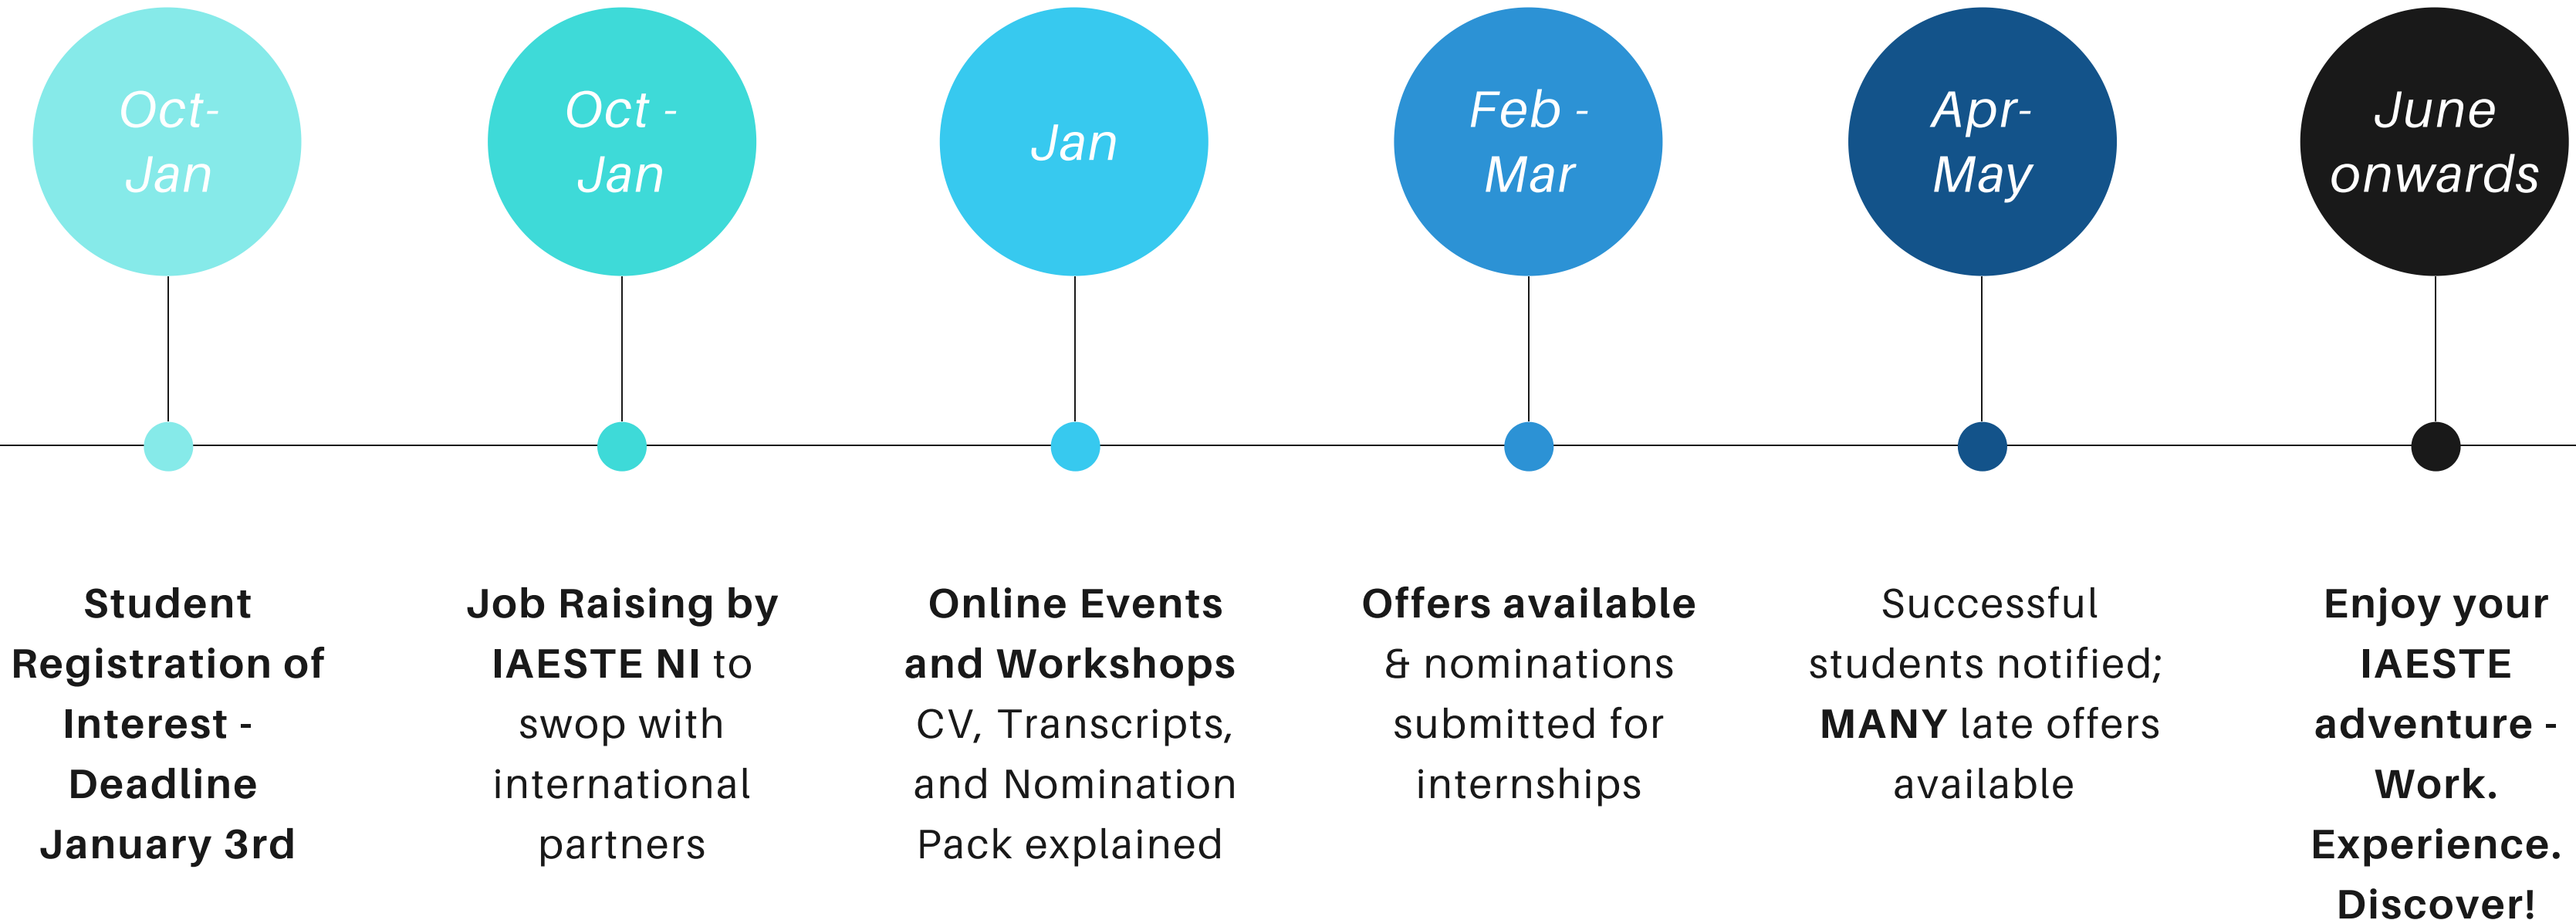 Oct-
Jan
Oct -
Jan
Jan
Feb -
Mar
Apr-
May
June
onwards
Student
Registration of
Interest -
Deadline
January 3rd
Job Raising by
IAESTE NI to
swop with
international
partners
Online Events
and Workshops
CV, Transcripts,
and Nomination
Pack explained
Offers available
& nominations
submitted for
internships
Successful
students notified;
MANY late offers
available
Enjoy your
IAESTE
adventure -
Work.
Experience.
Discover!